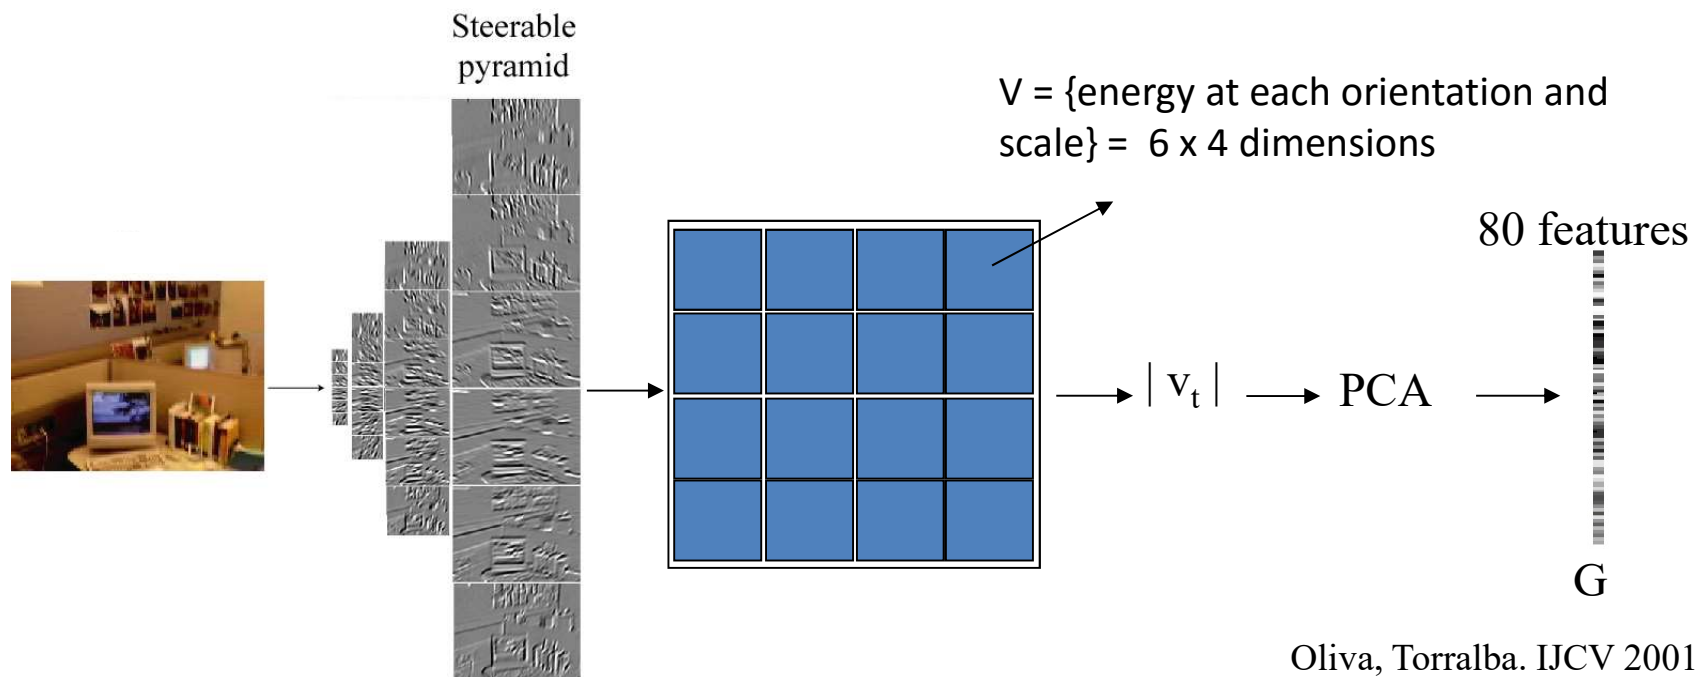 Steerable
pyramid
V = {energy at each orientation and
scale} = 6 x 4 dimensions
80 features
| vt |
PCA
G
Oliva, Torralba. IJCV 2001